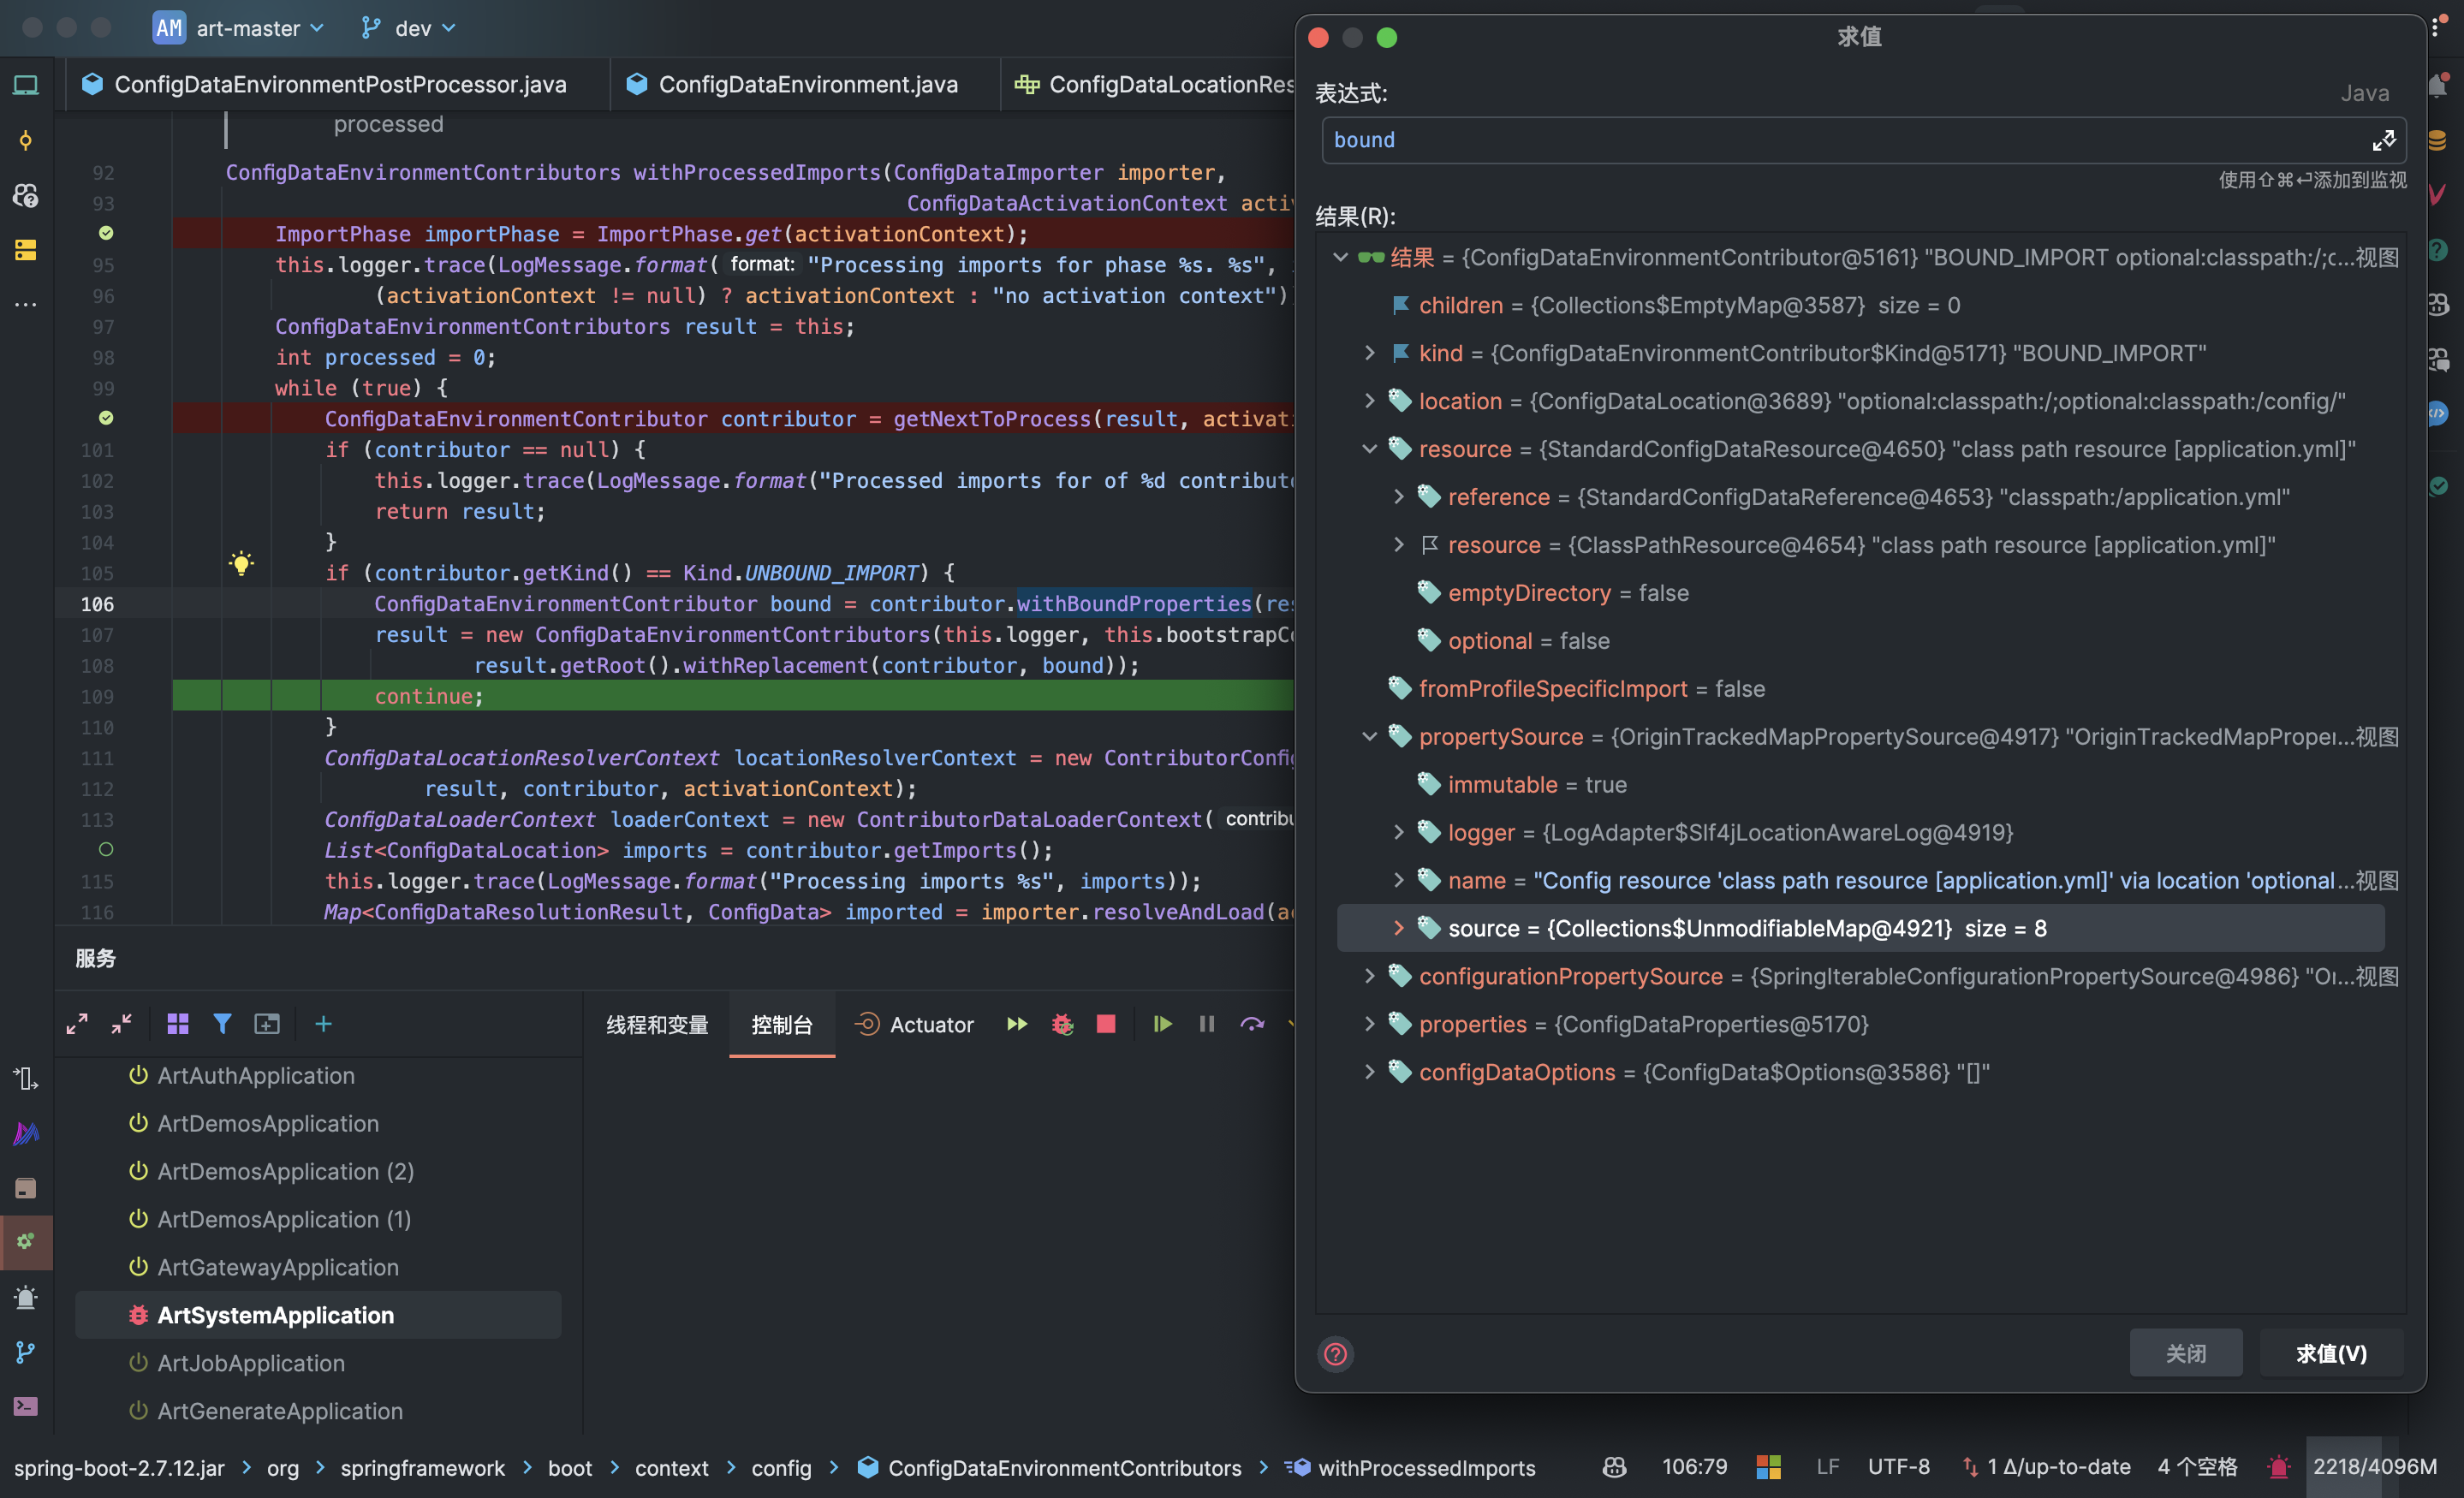 AM art-master dev
ConfigDataEnvironmentPostProcessor.java ConfigDataEnvironment.java ConfigDataLocationRes
processed
92 ConfigDataEnvironmentContributors withProcessedImports(ConfigDataImporter importer,
93 ConfigDataActivationContext acti
ImportPhase importPhase = ImportPhase.get(activationContext);
95 this.logger.trace(LogMessage.format( format: "Processing imports for phase %s. %s",
96 (activationContext != null) ? activationContext : "no activation context")
97 ConfigDataEnvironmentContributors result = this;
98 int processed = 0;
99 while (true) {
ConfigDataEnvironmentContributor contributor = getNextToProcess(result, activat
101 if (contributor == null) {
102 this.logger.trace(LogMessage.format("Processed imports for of %d contribut
103 return result;
104 }
105 if (contributor.getKind() == Kind.UNBOUND_IMPORT) {
106 ConfigDataEnvironmentContributor bound = contributor.withBoundProperties(res
107 result = new ConfigDataEnvironmentContributors(this.logger, this.bootstrapCo
108 result.getRoot().withReplacement(contributor, bound));
109 continue;
110 }
111 ConfigDataLocationResolverContext locationResolverContext = new ContributorConfi
112 result, contributor, activationContext);
113 ConfigDataLoaderContext loaderContext = new ContributorDataLoaderContext( contribu
List<ConfigDataLocation> imports = contributor.getImports();
115 this.logger.trace(LogMessage.format("Processing imports %s", imports));
116 Map<ConfigDataResolutionResult, ConfigData> imported = importer.resolveAndLoad(a
服务
线程和变量 控制台 Actuator
ArtAuthApplication
ArtDemosApplication
ArtDemosApplication (2)
ArtDemosApplication (1)
ArtGatewayApplication
ArtSystemApplication
ArtJobApplication
ArtGenerateApplication
求值
表达式: Java
bound
使用⇧⌘⏎添加到监视
结果(R):
结果 = {ConfigDataEnvironmentContributor@5161} "BOUND_IMPORT optional:classpath:/;c...视图
children = {Collections$EmptyMap@3587} size = 0
kind = {ConfigDataEnvironmentContributor$Kind@5171} "BOUND_IMPORT"
location = {ConfigDataLocation@3689} "optional:classpath:/;optional:classpath:/config/"
resource = {StandardConfigDataResource@4650} "class path resource [application.yml]"
reference = {StandardConfigDataReference@4653} "classpath:/application.yml"
resource = {ClassPathResource@4654} "class path resource [application.yml]"
emptyDirectory = false
optional = false
fromProfileSpecificImport = false
propertySource = {OriginTrackedMapPropertySource@4917} "OriginTrackedMapProper...视图
immutable = true
logger = {LogAdapter$Slf4jLocationAwareLog@4919}
name = "Config resource 'class path resource [application.yml]' via location 'optional...视图
source = {Collections$UnmodifiableMap@4921} size = 8
configurationPropertySource = {SpringIterableConfigurationPropertySource@4986} "Or...视图
properties = {ConfigDataProperties@5170}
configDataOptions = {ConfigData$Options@3586} "[]"
关闭 求值(V)
spring-boot-2.7.12.jar > org > springframework > boot > context > config > ConfigDataEnvironmentContributors > withProcessedImports 106:79 LF UTF-8 1 Δ/up-to-date 4 个空格 2218/4096M